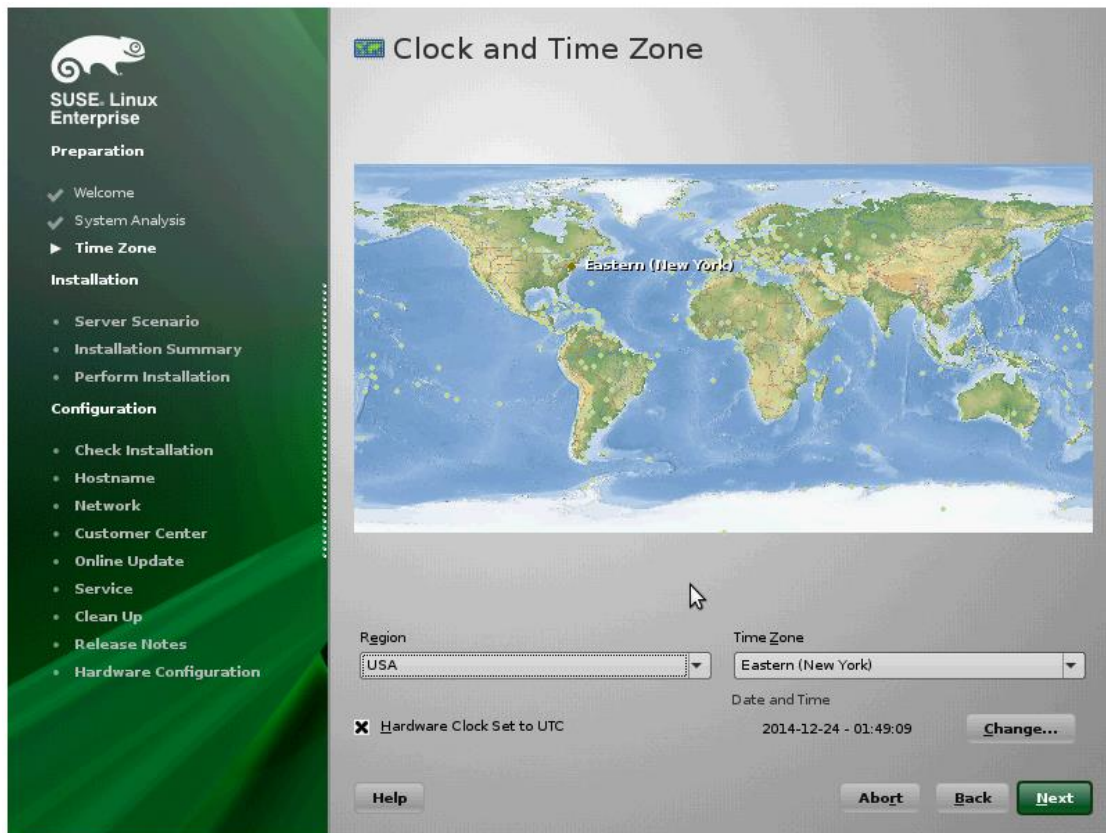 SUSE. Linux
Enterprise
Preparation
Welcome
System Analysis
Time Zone
Installation
Server Scenario
Installation Summary
Perform Installation
Configuration
Check Installation
Hostname
Network
Customer Center
Online Update
Service
Clean Up
Release Notes
Hardware Configuration
Clock and Time Zone
Eastern (New York)
Region
USA
Time Zone
Eastern (New York)
Hardware Clock Set to UTC
Date and Time
2014-12-24 - 01:49:09
Change...
Help
Abort
Back
Next